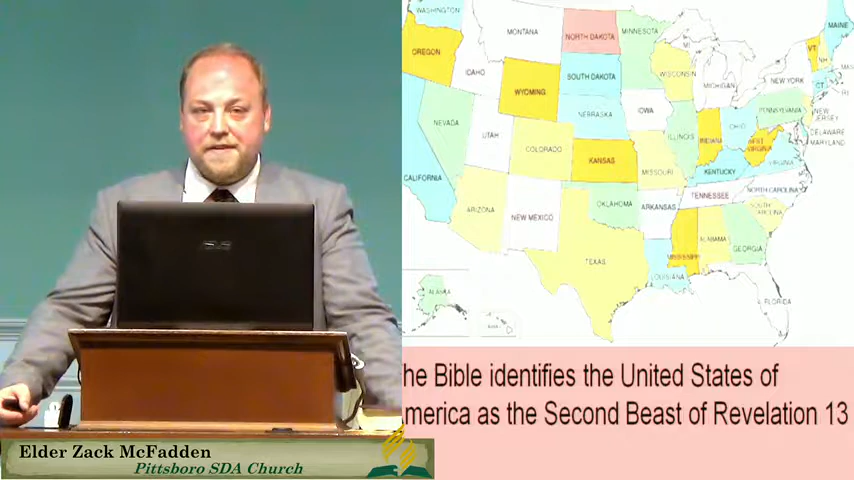 WASHINGTON
MONTANA
NORTH DAKOTA
MINNESOTA
MAINE
OREGON
IDAHO
SOUTH DAKOTA
WISCONSIN
MI
VT
NH
WYOMING
MICHIGAN
NEW YORK
CT
RI
IOWA
NEBRASKA
PENNSYLVANIA
NEW
JERSEY
NEVADA
UTAH
ILLINOIS
INDIANA
OHIO
DELAWARE
MARYLAND
COLORADO
KANSAS
MISSOURI
WEST
VIRGINIA
VIRGINIA
KENTUCKY
CALIFORNIA
NORTH CAROLINA
TENNESSEE
ARIZONA
NEW MEXICO
OKLAHOMA
ARKANSAS
SOUTH
CAROLINA
MISSISSIPPI
ALABAMA
GEORGIA
TEXAS
LOUISIANA
ALASKA
FLORIDA
ASUS
he Bible identifies the United States of
merica as the Second Beast of Revelation 13
Elder Zack McFadden
Pittsboro SDA Church